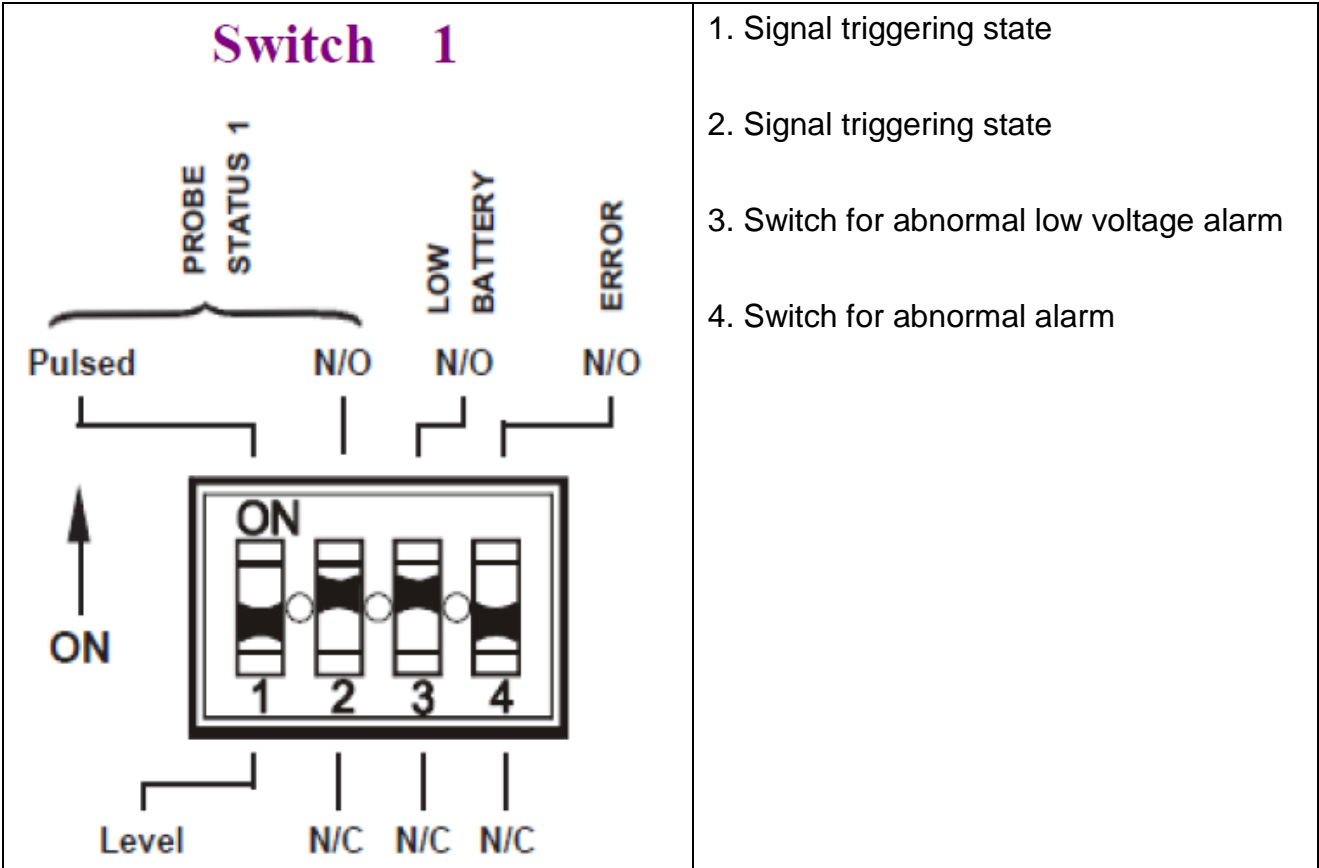 Switch 1
PROBE
STATUS 1
LOW
BATTERY
ERROR
Pulsed N/O N/O N/O
ON
ON
1 2 3 4
Level N/C N/C N/C
1. Signal triggering state
2. Signal triggering state
3. Switch for abnormal low voltage alarm
4. Switch for abnormal alarm